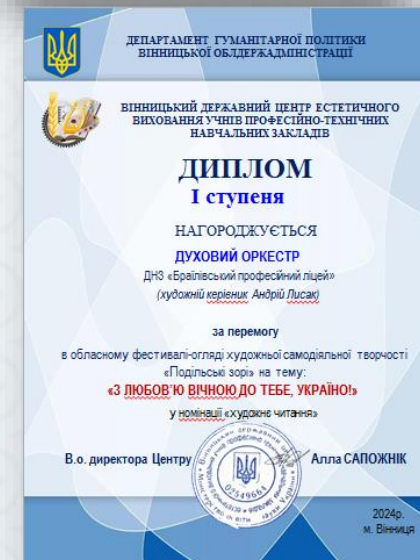 ДЕПАРТАМЕНТ ГУМАНІТАРНОЇ ПОЛІТИКИ
ВІННИЦЬКОЇ ОБЛДЕРЖАДМІНІСТРАЦІЇ
ВІННИЦЬКИЙ ДЕРЖАВНИЙ ЦЕНТР ЕСТЕТИЧНОГО
ВИХОВАННЯ УЧНІВ ПРОФЕСІЙНО-ТЕХНІЧНИХ
НАВЧАЛЬНИХ ЗАКЛАДІВ
ДИПЛОМ
І ступеня
НАГОРОДЖУЄТЬСЯ
ДУХОВИЙ ОРКЕСТР
ДНЗ «Браїлівський професійний ліцей»
(художній керівник Андрій Лисак)
за перемогу
в обласному фестивалі-огляді художньої самодіяльної творчості
«Подільські зорі» на тему:
«З ЛЮБОВ'Ю ВІЧНОЮ ДО ТЕБЕ, УКРАЇНО!»
у номінації «художнє читання»
В.о. директора Центру
Алла САПОЖНІК
02549661
2024р.
м. Вінниця